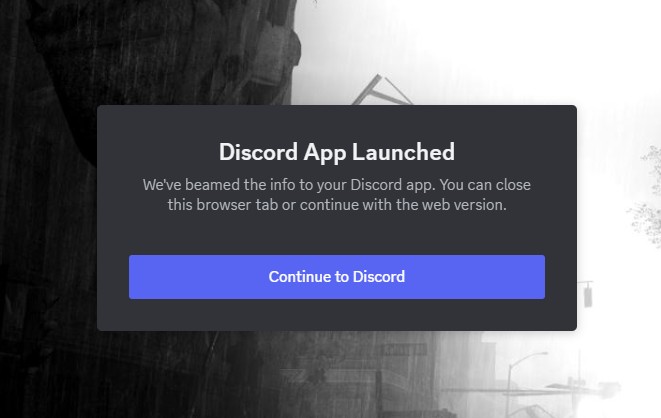 Discord App Launched
We've beamed the info to your Discord app. You can close
this browser tab or continue with the web version.
Continue to Discord